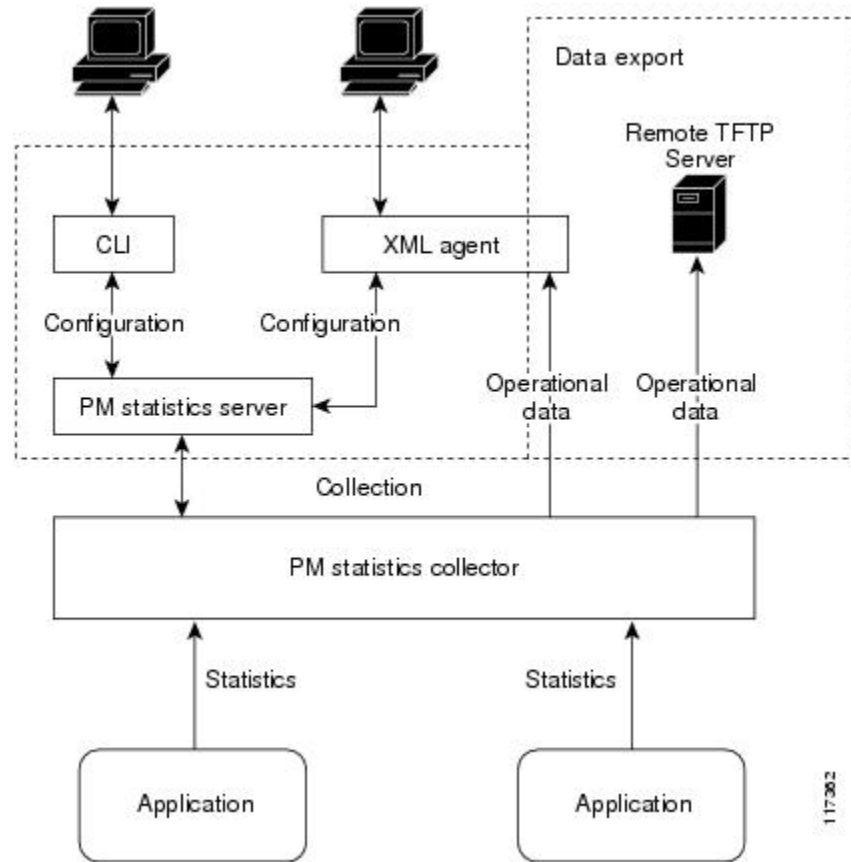 Data export
Remote TFTP
Server
CLI
XML agent
Configuration
Configuration
PM statistics server
Operational
data
Operational
data
Collection
PM statistics collector
Statistics
Statistics
Application
Application
117362